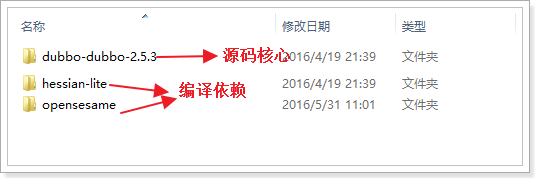 名称 修改日期 类型
dubbo-dubbo-2.5.3 源码核心 2016/4/19 21:39 文件夹
hessian-lite 2016/4/19 21:39 文件夹
编译依赖
opensesame 2016/5/31 11:01 文件夹